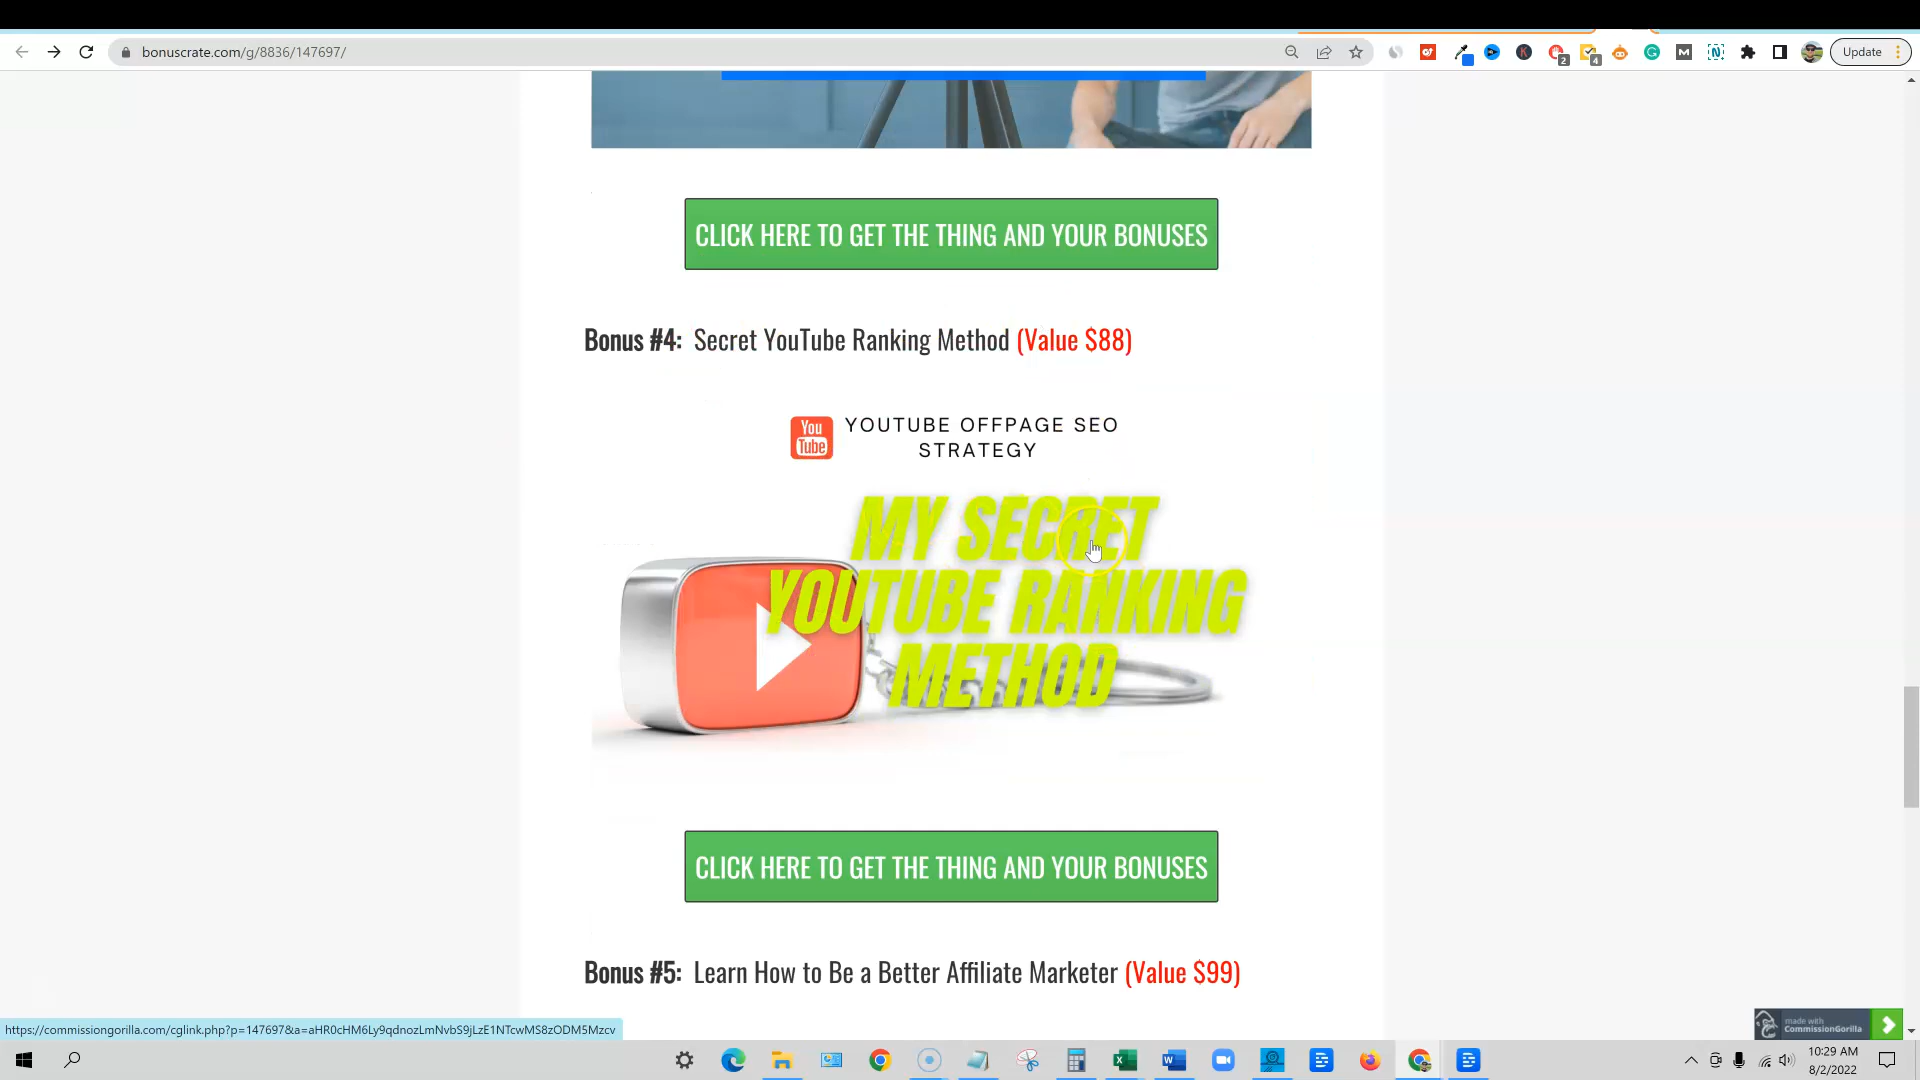 bonuscrate.com/g/8836/147697/
Update
CLICK HERE TO GET THE THING AND YOUR BONUSES
Bonus #4: Secret YouTube Ranking Method (Value $88)
You
Tube
YOUTUBE OFFPAGE SEO
STRATEGY
MY SECRET
YOUTUBE RANKING
METHOD
CLICK HERE TO GET THE THING AND YOUR BONUSES
Bonus #5: Learn How to Be a Better Affiliate Marketer (Value $99)
https://commissiongorilla.com/cglink.php?p=147697&a=aHR0cHM6Ly9qdnozLmNvbS9jLzE1NTcwMS8zODM5Mzcv
made with
CommissionGorilla
10:29 AM
8/2/2022